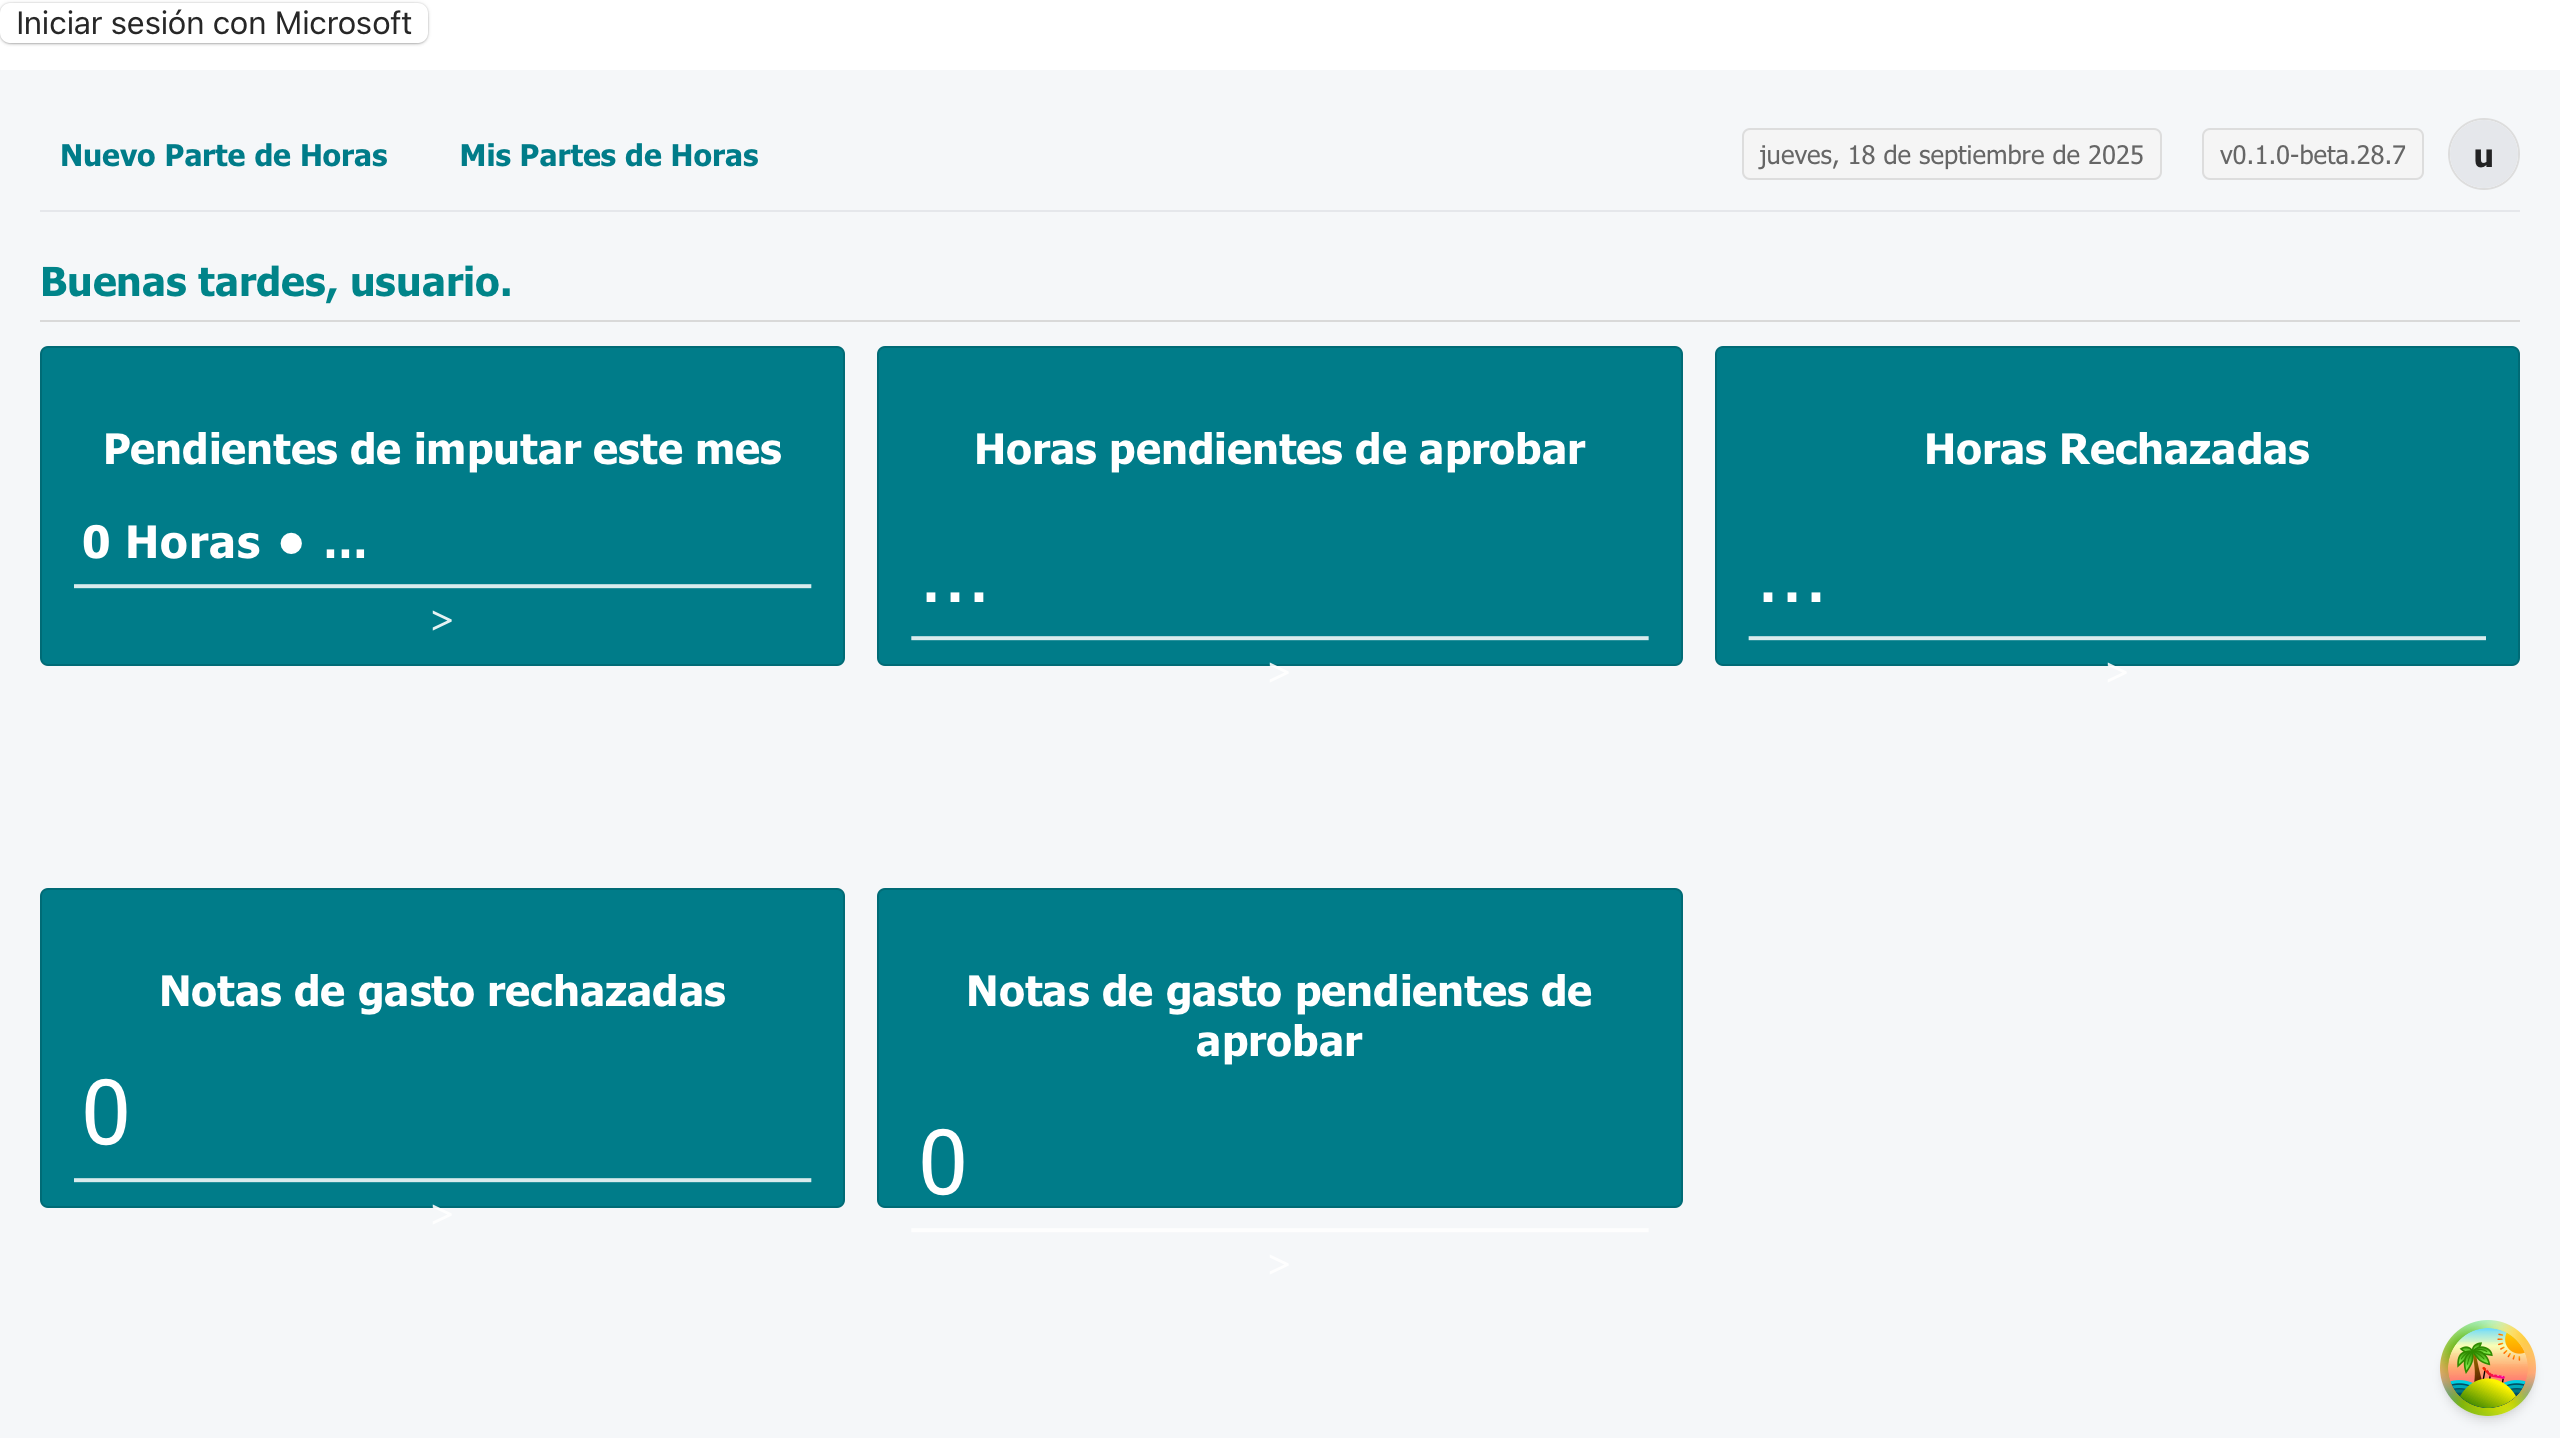 Iniciar sesión con Microsoft
Nuevo Parte de Horas
Mis Partes de Horas
jueves, 18 de septiembre de 2025
v0.1.0-beta.28.7
u
Buenas tardes, usuario.
Pendientes de imputar este mes
0 Horas ● ...
>
Horas pendientes de aprobar
...
>
Horas Rechazadas
...
>
Notas de gasto rechazadas
0
>
Notas de gasto pendientes de
aprobar
0
>